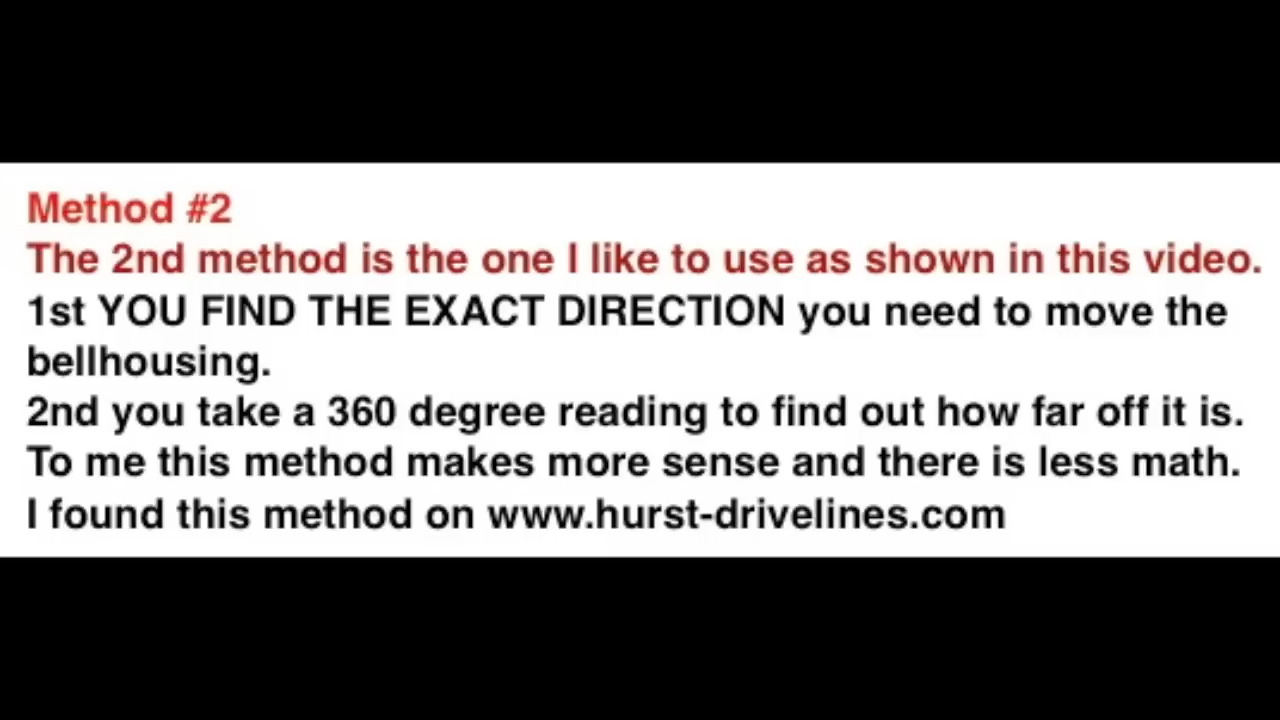 Method #2
The 2nd method is the one I like to use as shown in this video.
1st YOU FIND THE EXACT DIRECTION you need to move the
bellhousing.
2nd you take a 360 degree reading to find out how far off it is.
To me this method makes more sense and there is less math.
I found this method on www.hurst-drivelines.com